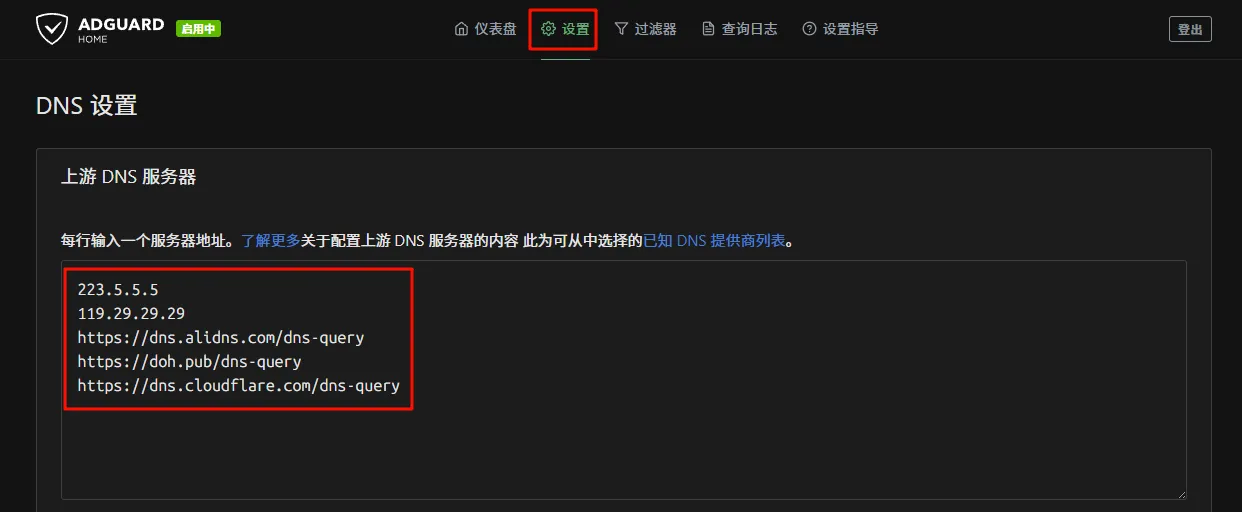 ADGUARD
HOME
启用中
仪表盘 设置 过滤器 查询日志 设置指导
登出
DNS 设置
上游 DNS 服务器
每行输入一个服务器地址。了解更多关于配置上游 DNS 服务器的内容 此为可从中选择的已知 DNS 提供商列表。
223.5.5.5
119.29.29.29
https://dns.alidns.com/dns-query
https://doh.pub/dns-query
https://dns.cloudflare.com/dns-query